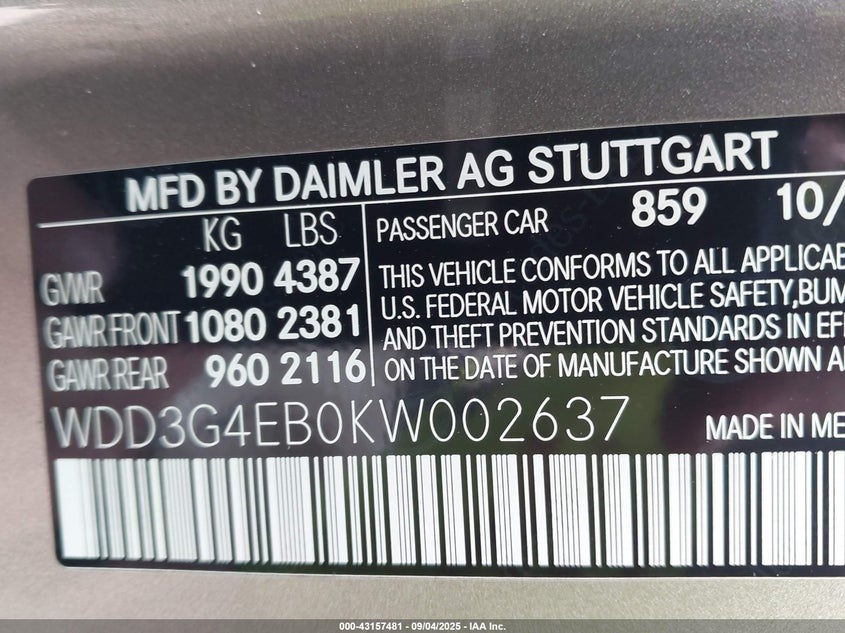 MFD BY DAIMLER AG STUTTGART
KG LBS
GVWR 1990 4387
GAWR FRONT 1080 2381
GAWR REAR 960 2116
PASSENGER CAR 859 10/
THIS VEHICLE CONFORMS TO ALL APPLICAB
U.S. FEDERAL MOTOR VEHICLE SAFETY, BUM
AND THEFT PREVENTION STANDARDS IN EFF
ON THE DATE OF MANUFACTURE SHOWN A
WDD3G4EB0KW002637
MADE IN ME
000-43157481 - 09/04/2025 - IAA Inc.